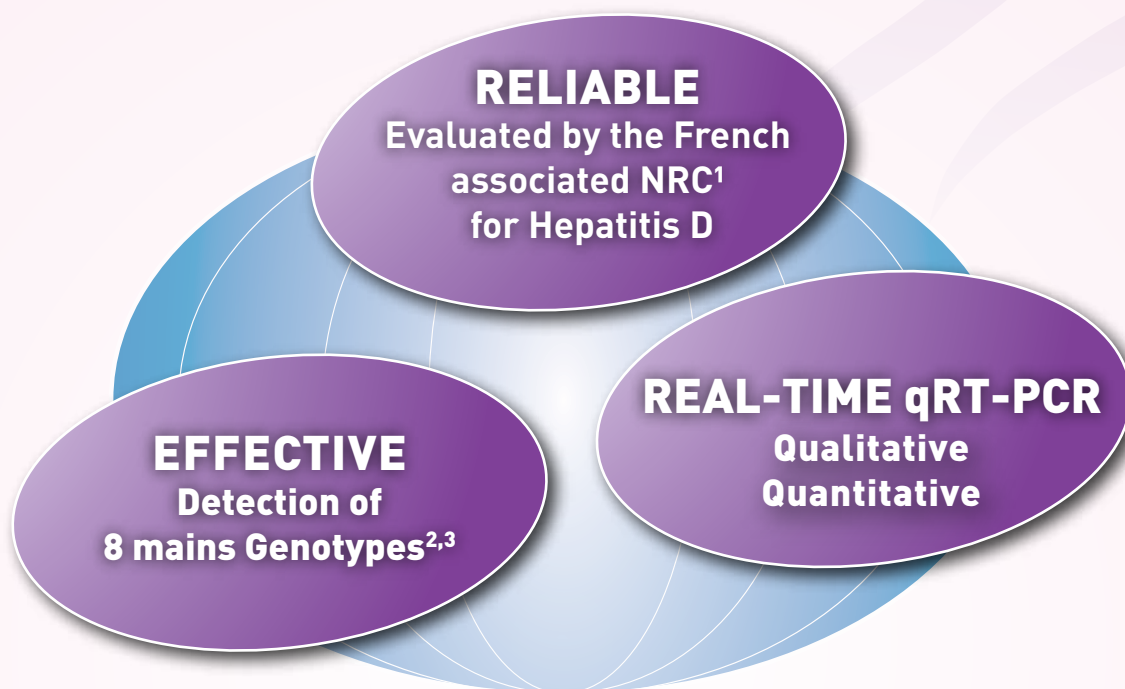 RELIABLE
Evaluated by the French
associated NRC¹
for Hepatitis D
REAL-TIME qRT-PCR
Qualitative
Quantitative
EFFECTIVE
Detection of
8 mains Genotypes²,³